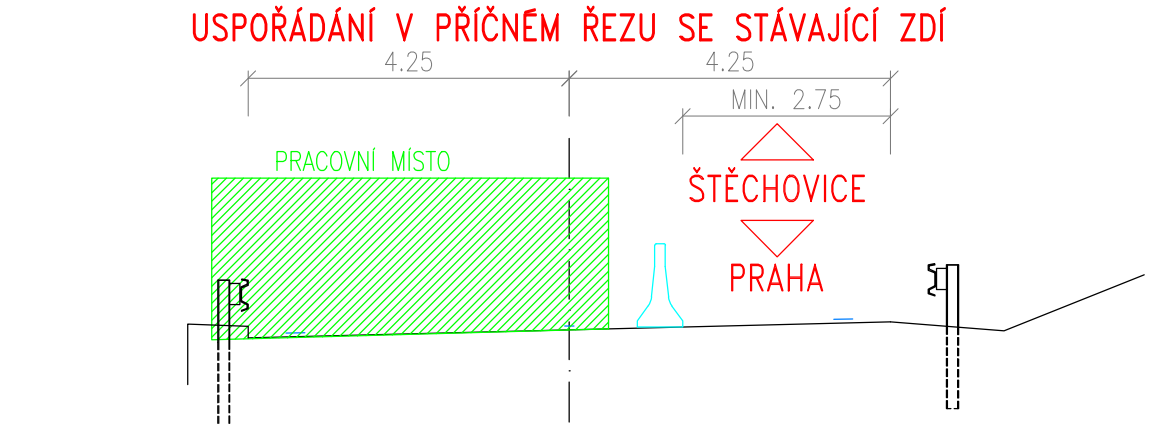 USPOŘÁDÁNÍ V PŘÍČNÉM ŘEZU SE STÁVAJÍCÍ ZDÍ
4.25 4.25
MIN. 2.75
PRACOVNÍ MÍSTO
ŠTĚCHOVICE
PRAHA